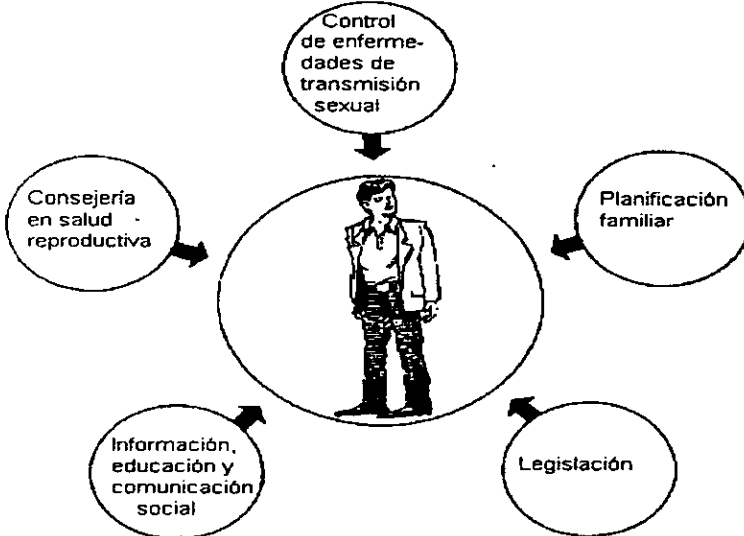 Control
de enferme-
dades de
transmisión
sexual
Consejería
en salud
reproductiva
Planificación
familiar
Información,
educación y
comunicación
social
Legislación